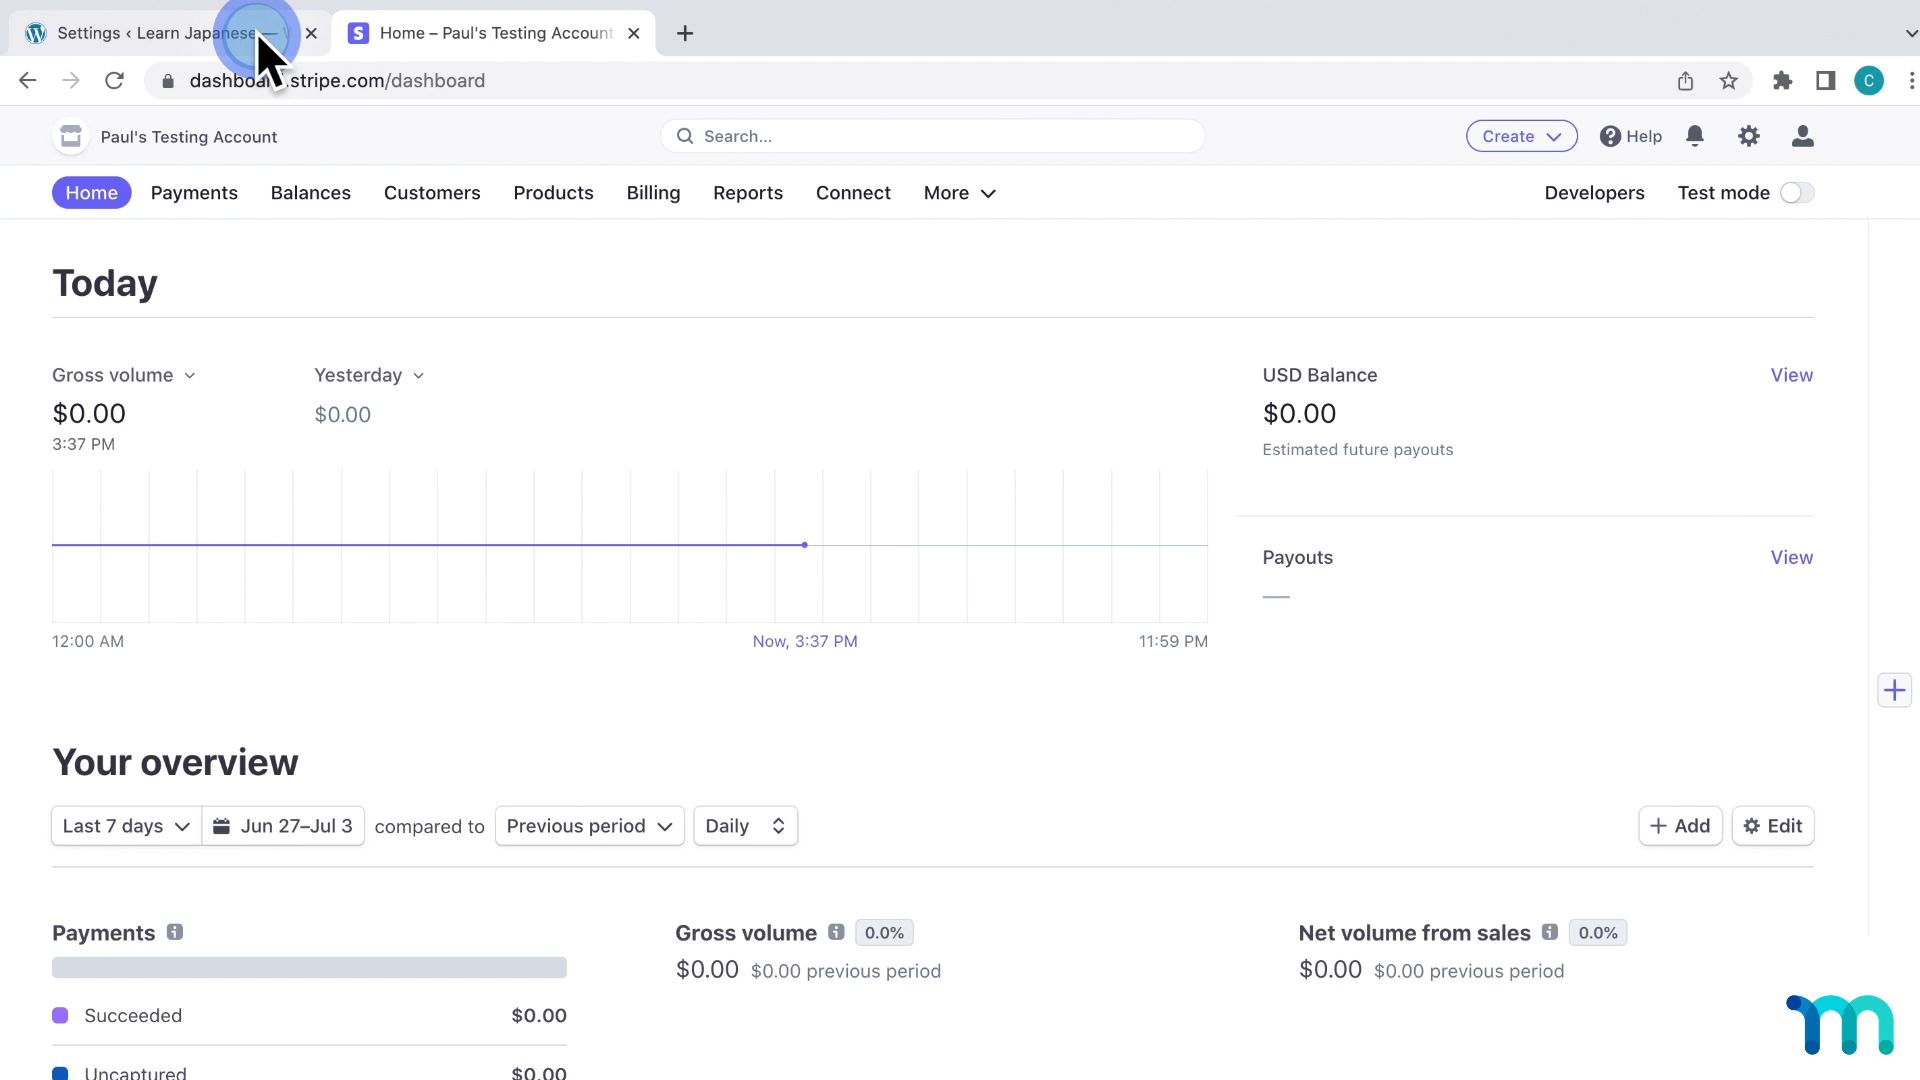 Settings ‹ Learn Japanese —
Home – Paul's Testing Account
dashboard.stripe.com/dashboard
C
Paul's Testing Account
Search...
Create
Help
Home
Payments
Balances
Customers
Products
Billing
Reports
Connect
More
Developers
Test mode
Today
Gross volume
Yesterday
USD Balance
View
$0.00
$0.00
$0.00
3:37 PM
Estimated future payouts
Payouts
View
—
12:00 AM
Now, 3:37 PM
11:59 PM
Your overview
Last 7 days
Jun 27–Jul 3
compared to
Previous period
Daily
Add
Edit
Payments
Gross volume
0.0%
Net volume from sales
0.0%
$0.00 $0.00 previous period
$0.00 $0.00 previous period
Succeeded
$0.00
Uncaptured
$0.00
m